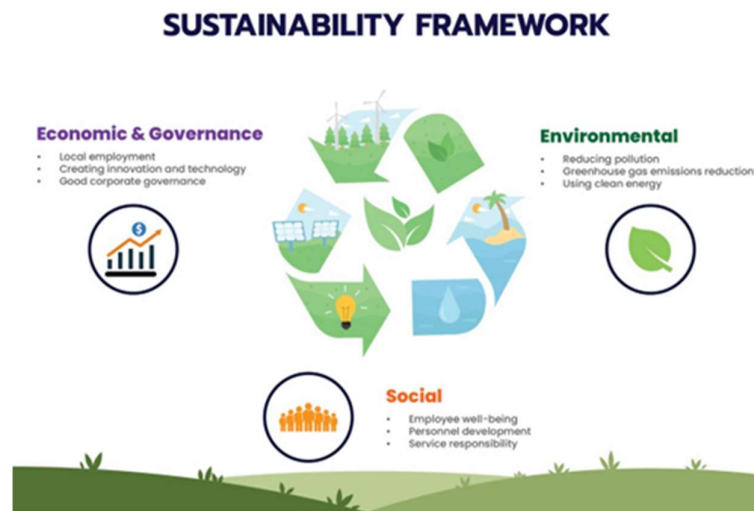 SUSTAINABILITY FRAMEWORK
Economic & Governance
• Local employment
• Creating innovation and technology
• Good corporate governance
$
Environmental
• Reducing pollution
• Greenhouse gas emissions reduction
• Using clean energy
Social
• Employee well-being
• Personnel development
• Service responsibility